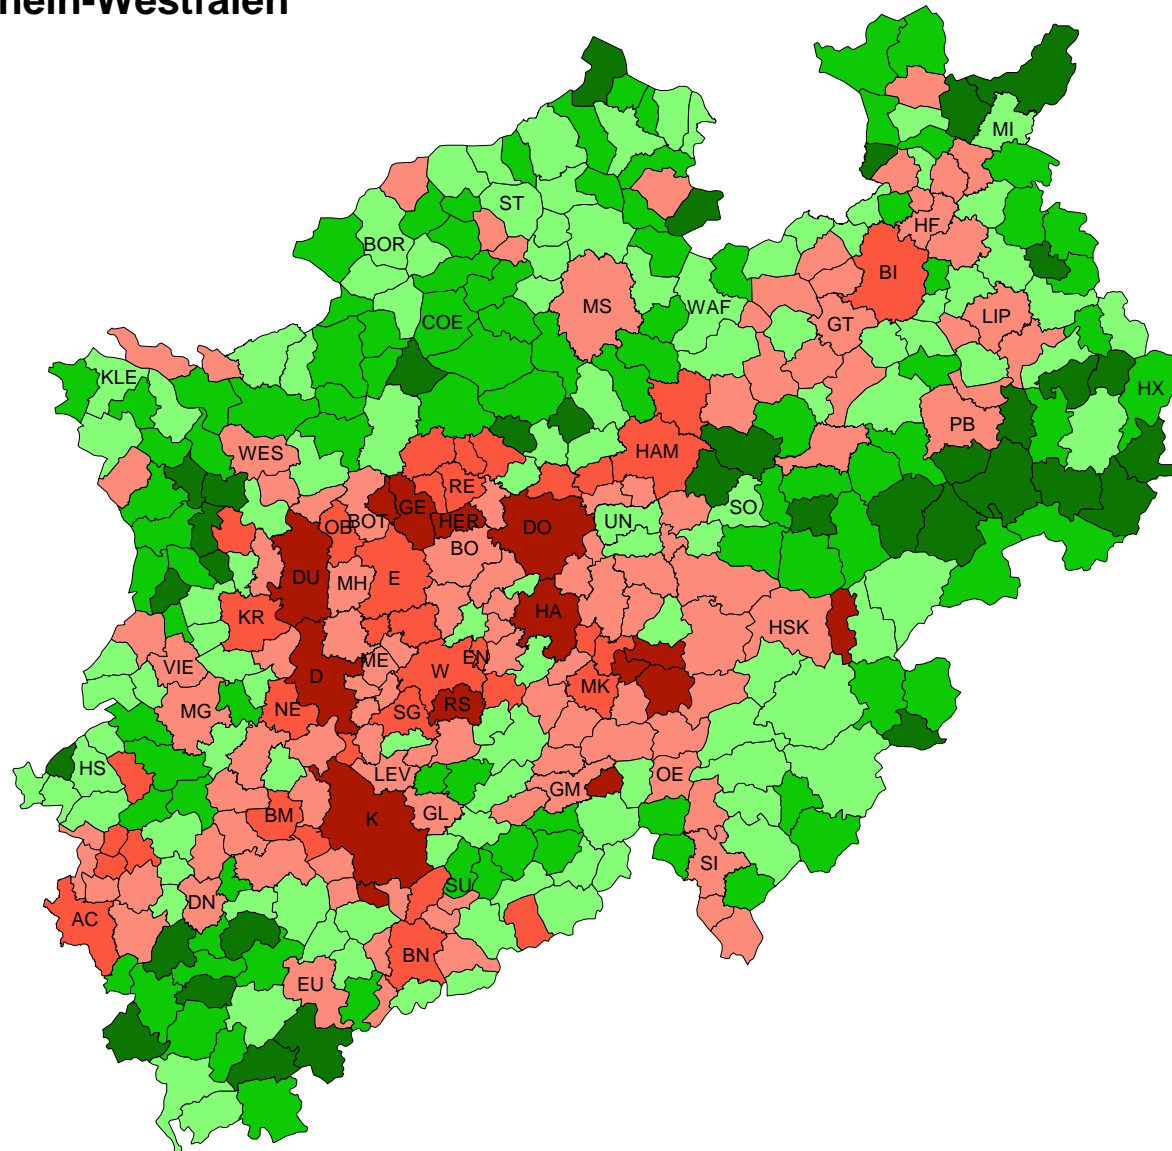 hein-Westfalen
MI
ST
HF
BOR
BI
MS
WAF
LIP
COE
GT
KLE
HX
PB
WES
HAM
RE
GE
SO
OB
BOT
HER
DO
UN
BO
DU
MH
E
HA
KR
HSK
ME
EN
VIE
W
D
MK
RS
MG
NE
SG
HS
LEV
OE
GM
BM
GL
K
SI
SU
DN
AC
BN
EU